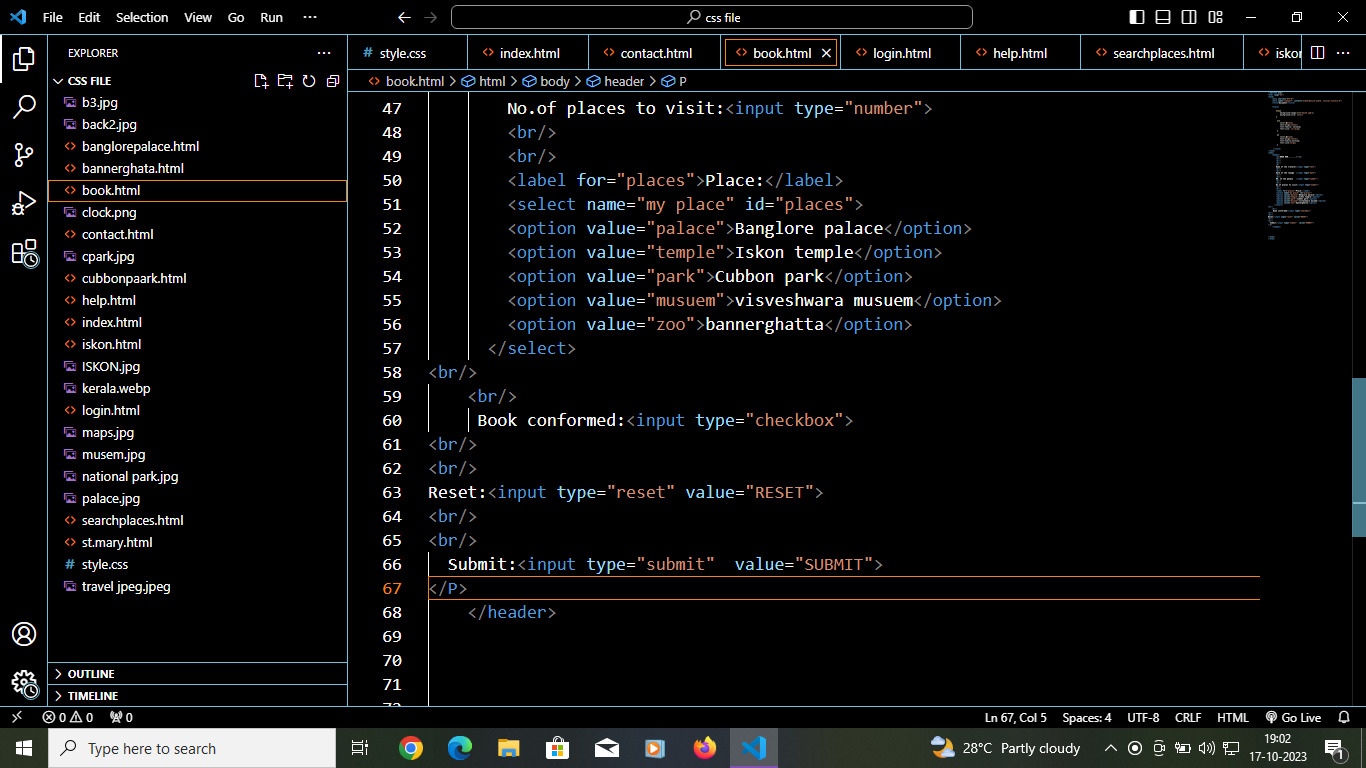 File Edit Selection View Go Run ··· css file
EXPLORER ···
style.css index.html contact.html book.html login.html help.html searchplaces.html iskon ···
book.html > html > body > header > P
CSS FILE
b3.jpg
back2.jpg
banglorepalace.html
bannerghata.html
book.html
clock.png
contact.html
cpark.jpg
cubbonpaark.html
help.html
index.html
iskon.html
ISKON.jpg
kerala.webp
login.html
maps.jpg
musem.jpg
national park.jpg
palace.jpg
searchplaces.html
st.mary.html
style.css
travel jpeg.jpeg
OUTLINE
TIMELINE
47 No.of places to visit:<input type="number">
48 <br/>
49 <br/>
50 <label for="places">Place:</label>
51 <select name="my place" id="places">
52 <option value="palace">Banglore palace</option>
53 <option value="temple">Iskon temple</option>
54 <option value="park">Cubbon park</option>
55 <option value="musuem">visveshwara musuem</option>
56 <option value="zoo">bannerghatta</option>
57 </select>
58 <br/>
59 <br/>
60 Book conformed:<input type="checkbox">
61 <br/>
62 <br/>
63 Reset:<input type="reset" value="RESET">
64 <br/>
65 <br/>
66 Submit:<input type="submit"  value="SUBMIT">
67 </P>
68 </header>
69
70
71
0 0 0 Ln 67, Col 5 Spaces: 4 UTF-8 CRLF HTML Go Live
Type here to search 28°C Partly cloudy 19:02
17-10-2023 1